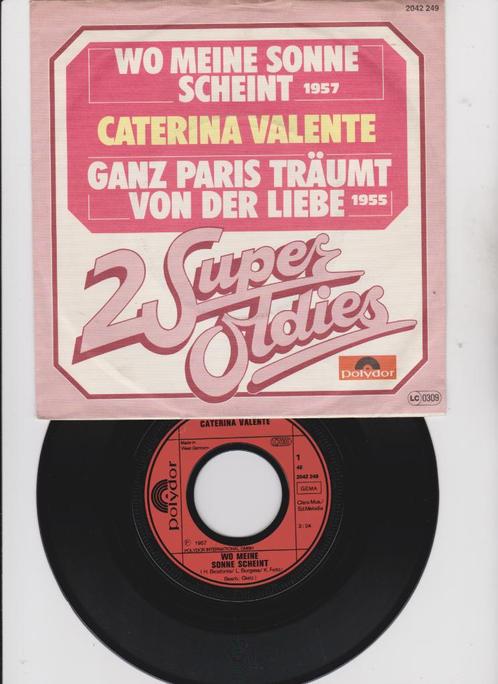 2042 249
WO MEINE SONNE
SCHEINT 1957
CATERINA VALENTE
GANZ PARIS TRÄUMT
VON DER LIEBE 1955
2 Super
Oldies
polydor
LC 0309
CATERINA VALENTE
Made in
West Germany
1
45
2042 249
GEMA
2:24
polydor
℗ 1957
POLYDOR INTERNATIONAL GMBH
WO MEINE
SONNE SCHEINT